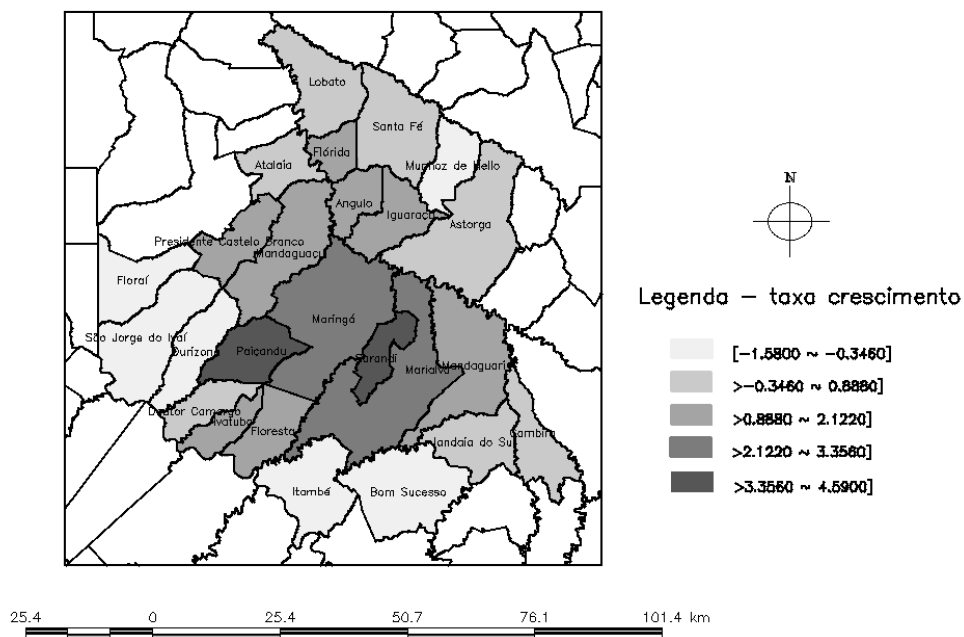 Lobato
Santa Fé
Flórida
Munhoz de Mello
Atalaia
Angulo
Iguaraçu
Astorga
Presidente Castelo Branco
Mandaguaçu
Floraí
Maringá
São Jorge do Ivaí
Ourizona
Paiçandu
Sarandi
Marialva
Mandaguari
Doutor Camargo
Ivatuba
Floresta
Jandaia do Sul
Cambira
Itambé
Bom Sucesso
N
Legenda – taxa crescimento
[-1.5800 ~ -0.3460]
>-0.3460 ~ 0.8880]
>0.8880 ~ 2.1220]
>2.1220 ~ 3.3560]
>3.3560 ~ 4.5900]
25.4 0 25.4 50.7 76.1 101.4 km